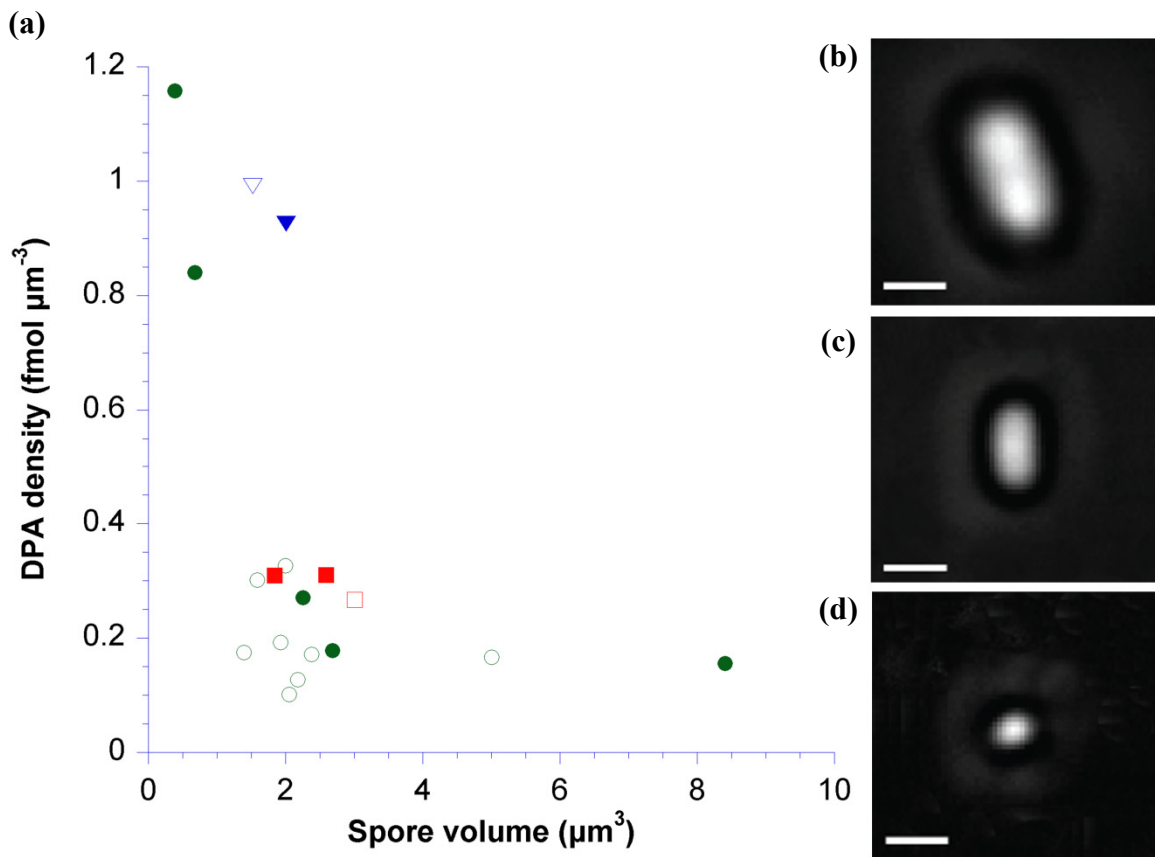 (a)
1.2
1
0.8
0.6
0.4
0.2
0
DPA density (fmol µm⁻³)
0 2 4 6 8 10
Spore volume (µm³)
(b)
(c)
(d)